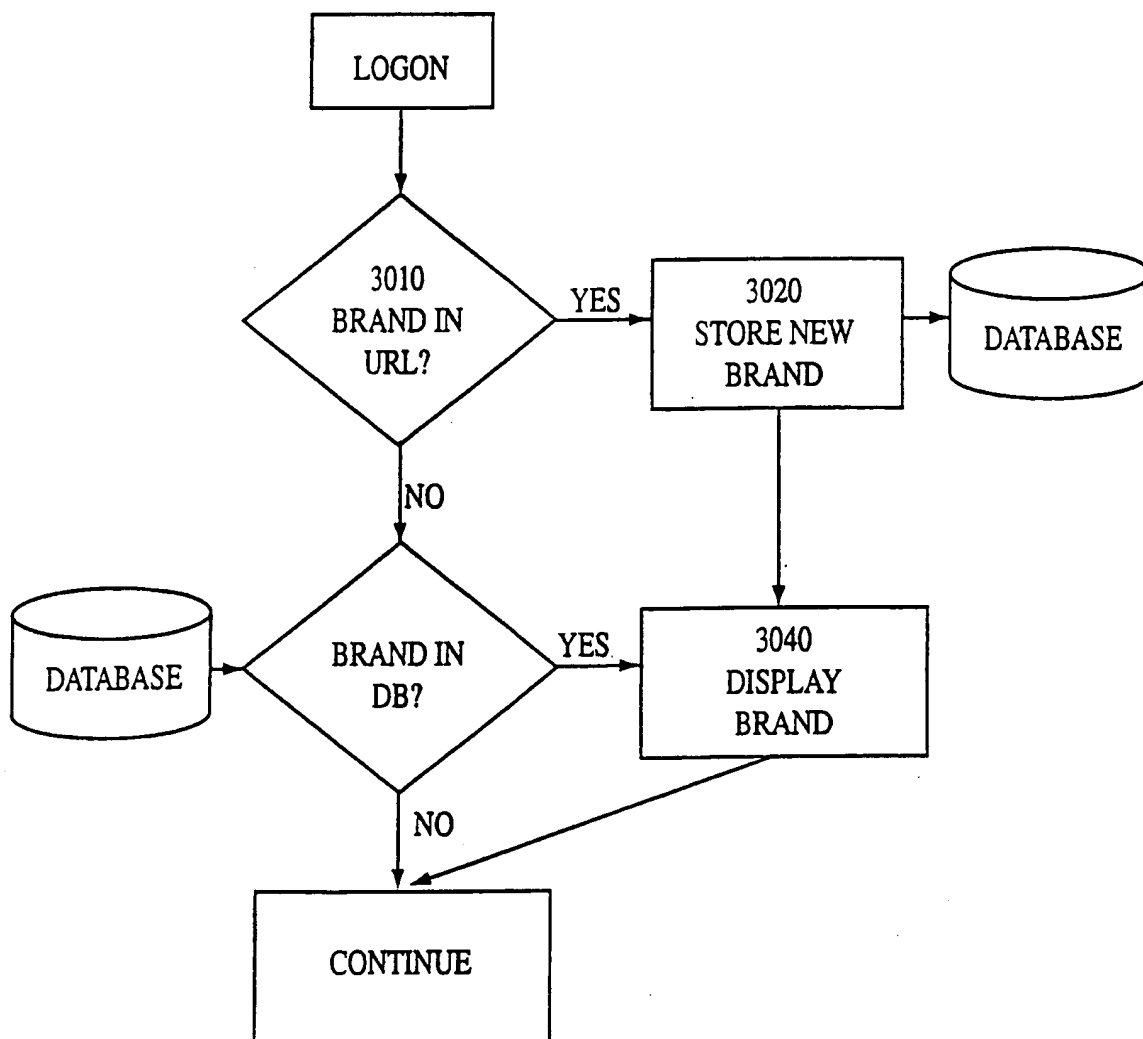 LOGON
3010
BRAND IN
URL?
YES
3020
STORE NEW
BRAND
DATABASE
NO
DATABASE
BRAND IN
DB?
YES
3040
DISPLAY
BRAND
NO
CONTINUE